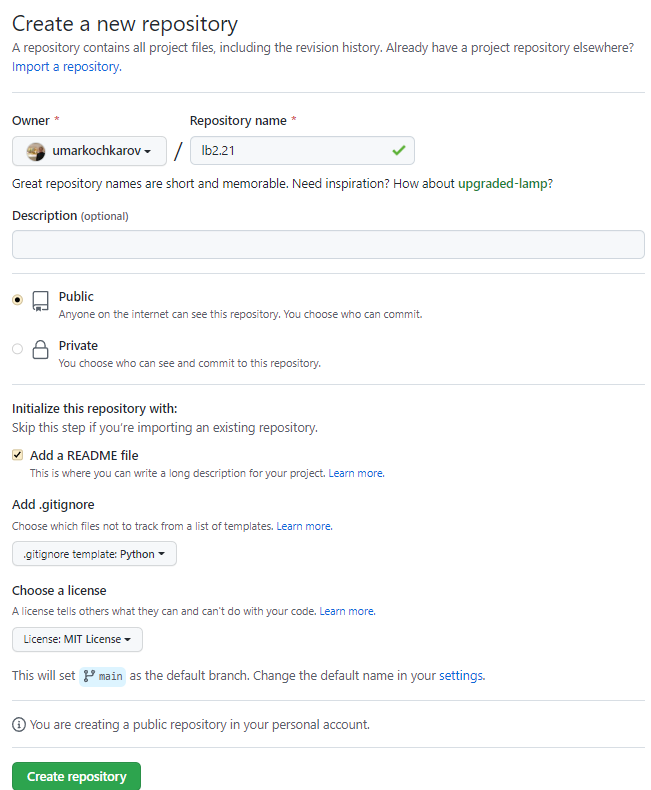 Create a new repository
A repository contains all project files, including the revision history. Already have a project repository elsewhere?
Import a repository.
Owner * Repository name *
umarkochkarov / lb2.21
Great repository names are short and memorable. Need inspiration? How about upgraded-lamp?
Description (optional)
Public
Anyone on the internet can see this repository. You choose who can commit.
Private
You choose who can see and commit to this repository.
Initialize this repository with:
Skip this step if you're importing an existing repository.
Add a README file
This is where you can write a long description for your project. Learn more.
Add .gitignore
Choose which files not to track from a list of templates. Learn more.
.gitignore template: Python
Choose a license
A license tells others what they can and can't do with your code. Learn more.
License: MIT License
This will set main as the default branch. Change the default name in your settings.
You are creating a public repository in your personal account.
Create repository